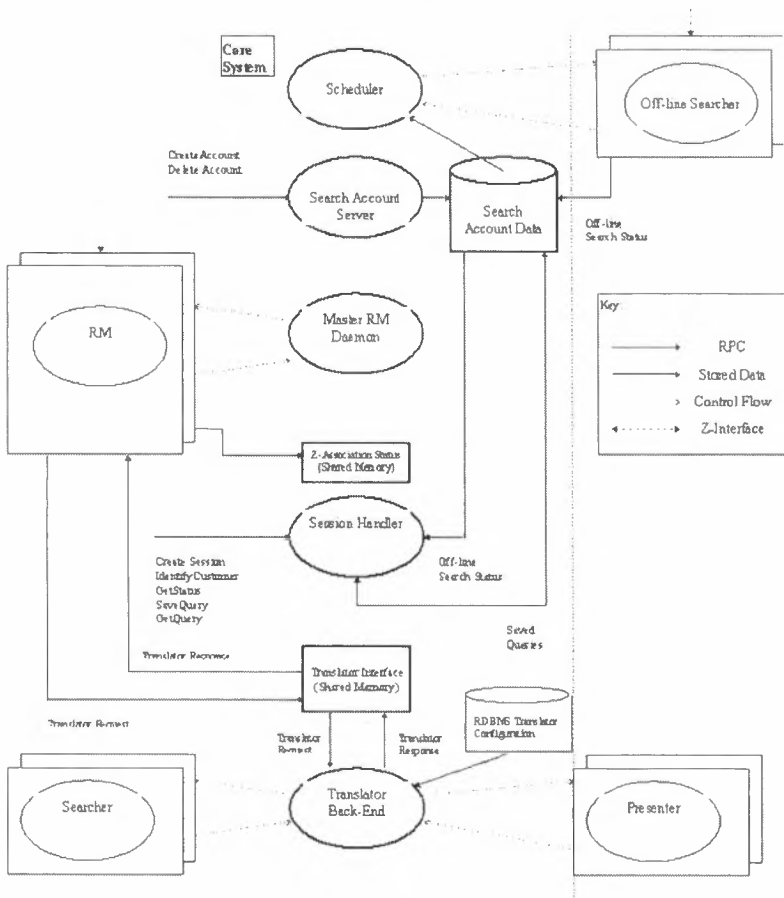 Core
System
Scheduler
Off-line Searcher
Create Account
Delete Account
Search Account
Server
Search
Account Data
Off-line
Search Status
RM
Master RM
Daemon
Key:
RPC
Stored Data
Control Flow
Z-Interface
Z-Association Status
(Shared Memory)
Session Handler
Create Session
Identify Customer
GetStatus
SaveQuery
GetQuery
Off-line
Search Status
Saved
Queries
Translator Response
Translator Interface
(Shared Memory)
Translator Request
Translator
Request
Translator
Response
RDBMS Translator
Configuration
Searcher
Translator
Back-End
Presenter